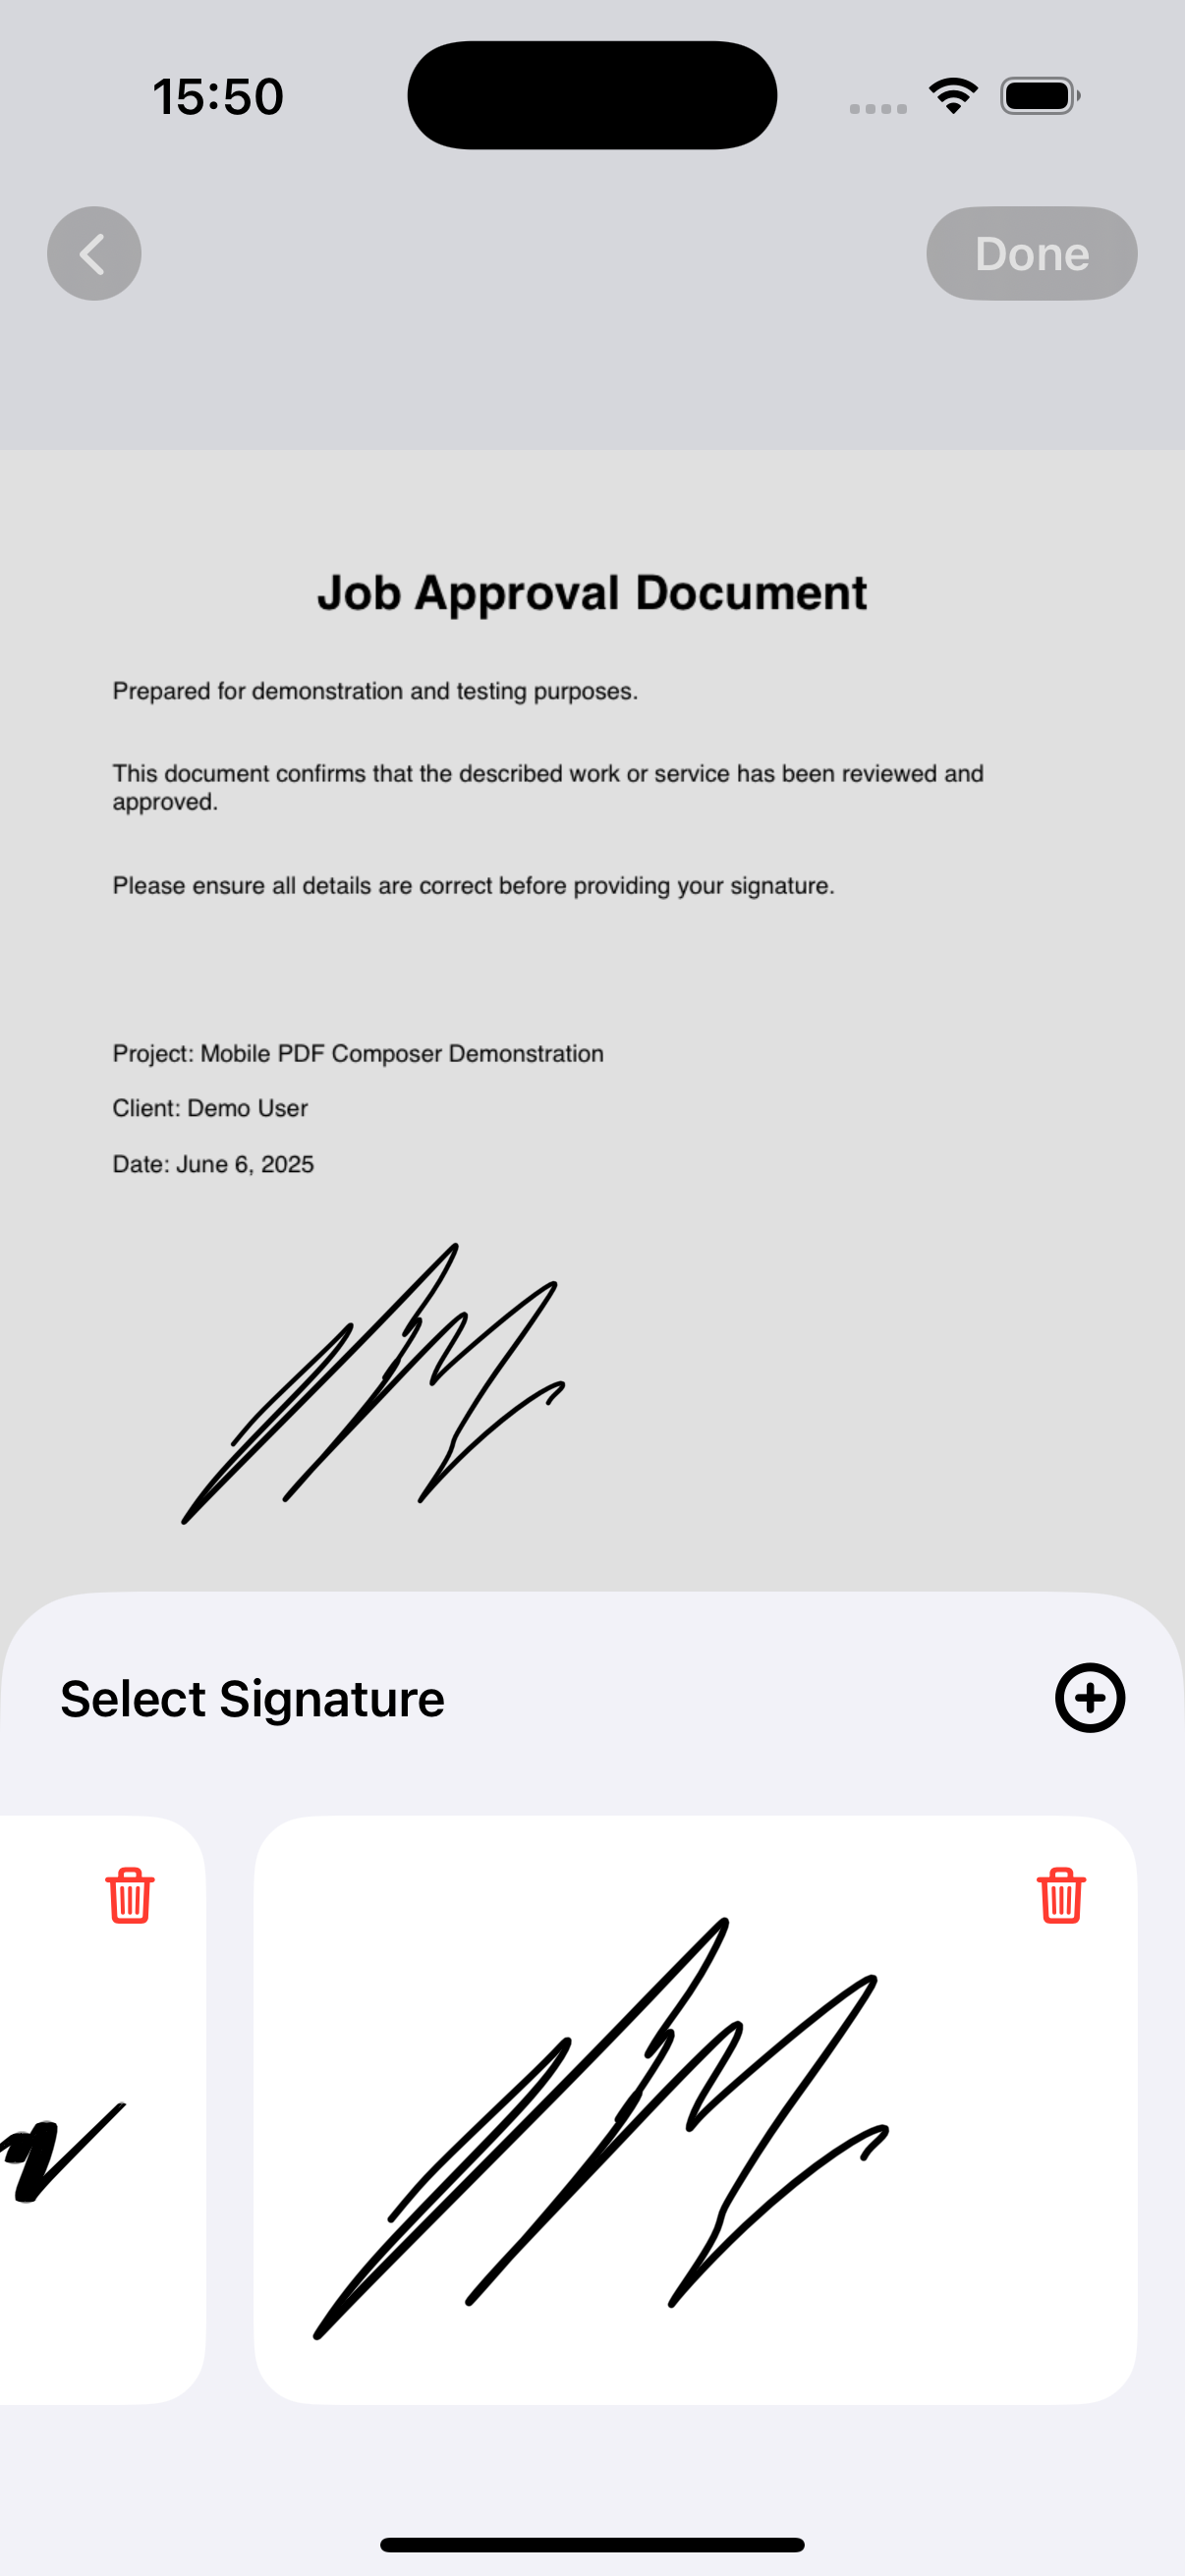 15:50
Done
Job Approval Document
Prepared for demonstration and testing purposes.
This document confirms that the described work or service has been reviewed and
approved.
Please ensure all details are correct before providing your signature.
Project: Mobile PDF Composer Demonstration
Client: Demo User
Date: June 6, 2025
Select Signature